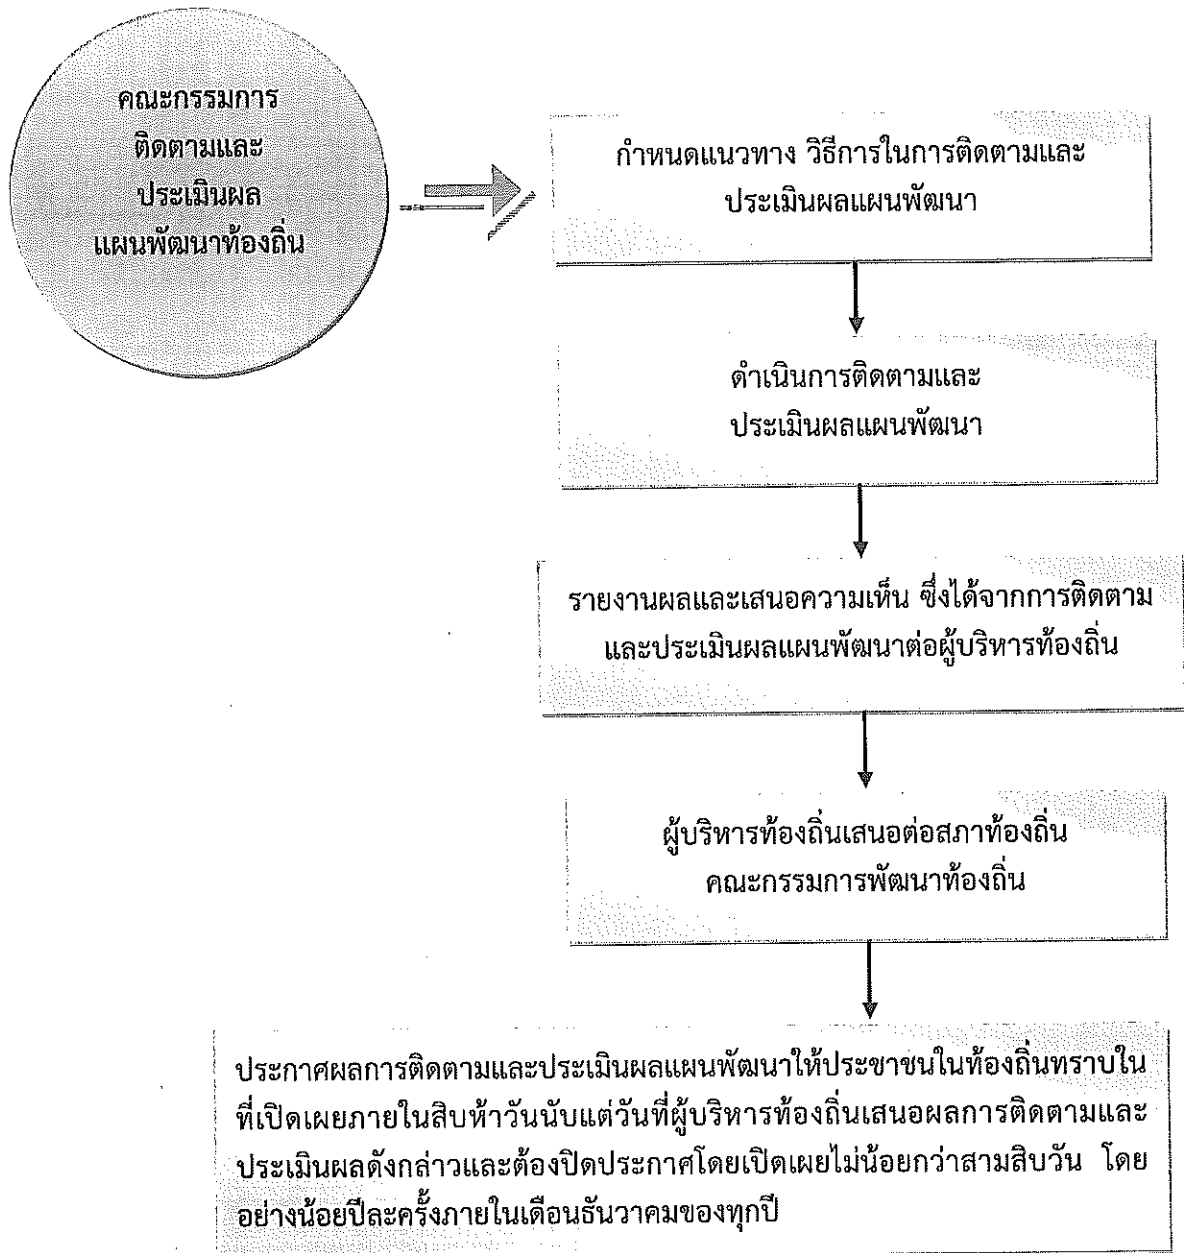 คณะกรรมการ
ติดตามและ
ประเมินผล
แผนพัฒนาท้องถิ่น
กำหนดแนวทาง วิธีการในการติดตามและ
ประเมินผลแผนพัฒนา
ดำเนินการติดตามและ
ประเมินผลแผนพัฒนา
รายงานผลและเสนอความเห็น ซึ่งได้จากการติดตาม
และประเมินผลแผนพัฒนาต่อผู้บริหารท้องถิ่น
ผู้บริหารท้องถิ่นเสนอต่อสภาท้องถิ่น
คณะกรรมการพัฒนาท้องถิ่น
ประกาศผลการติดตามและประเมินผลแผนพัฒนาให้ประชาชนในท้องถิ่นทราบใน
ที่เปิดเผยภายในสิบห้าวันนับแต่วันที่ผู้บริหารท้องถิ่นเสนอผลการติดตามและ
ประเมินผลดังกล่าวและต้องปิดประกาศโดยเปิดเผยไม่น้อยกว่าสามสิบวัน โดย
อย่างน้อยปีละครั้งภายในเดือนธันวาคมของทุกปี